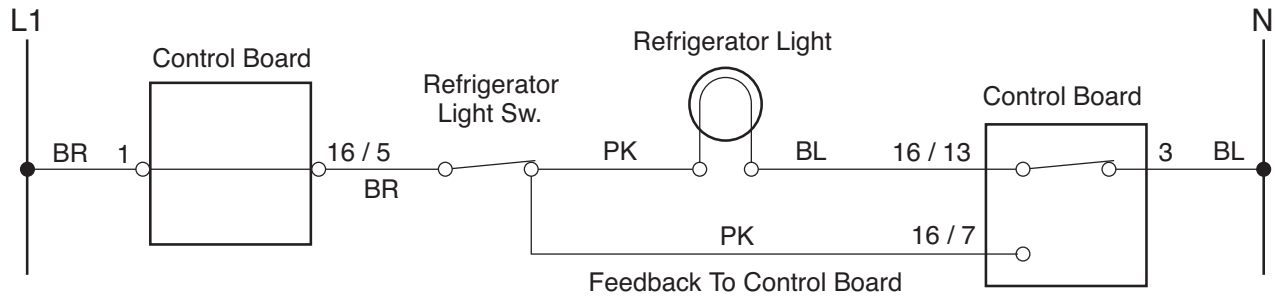 L1
N
Control Board
Refrigerator Light
Refrigerator
Light Sw.
Control Board
BR
1
16 / 5
BR
PK
BL
16 / 13
3
BL
PK
16 / 7
Feedback To Control Board